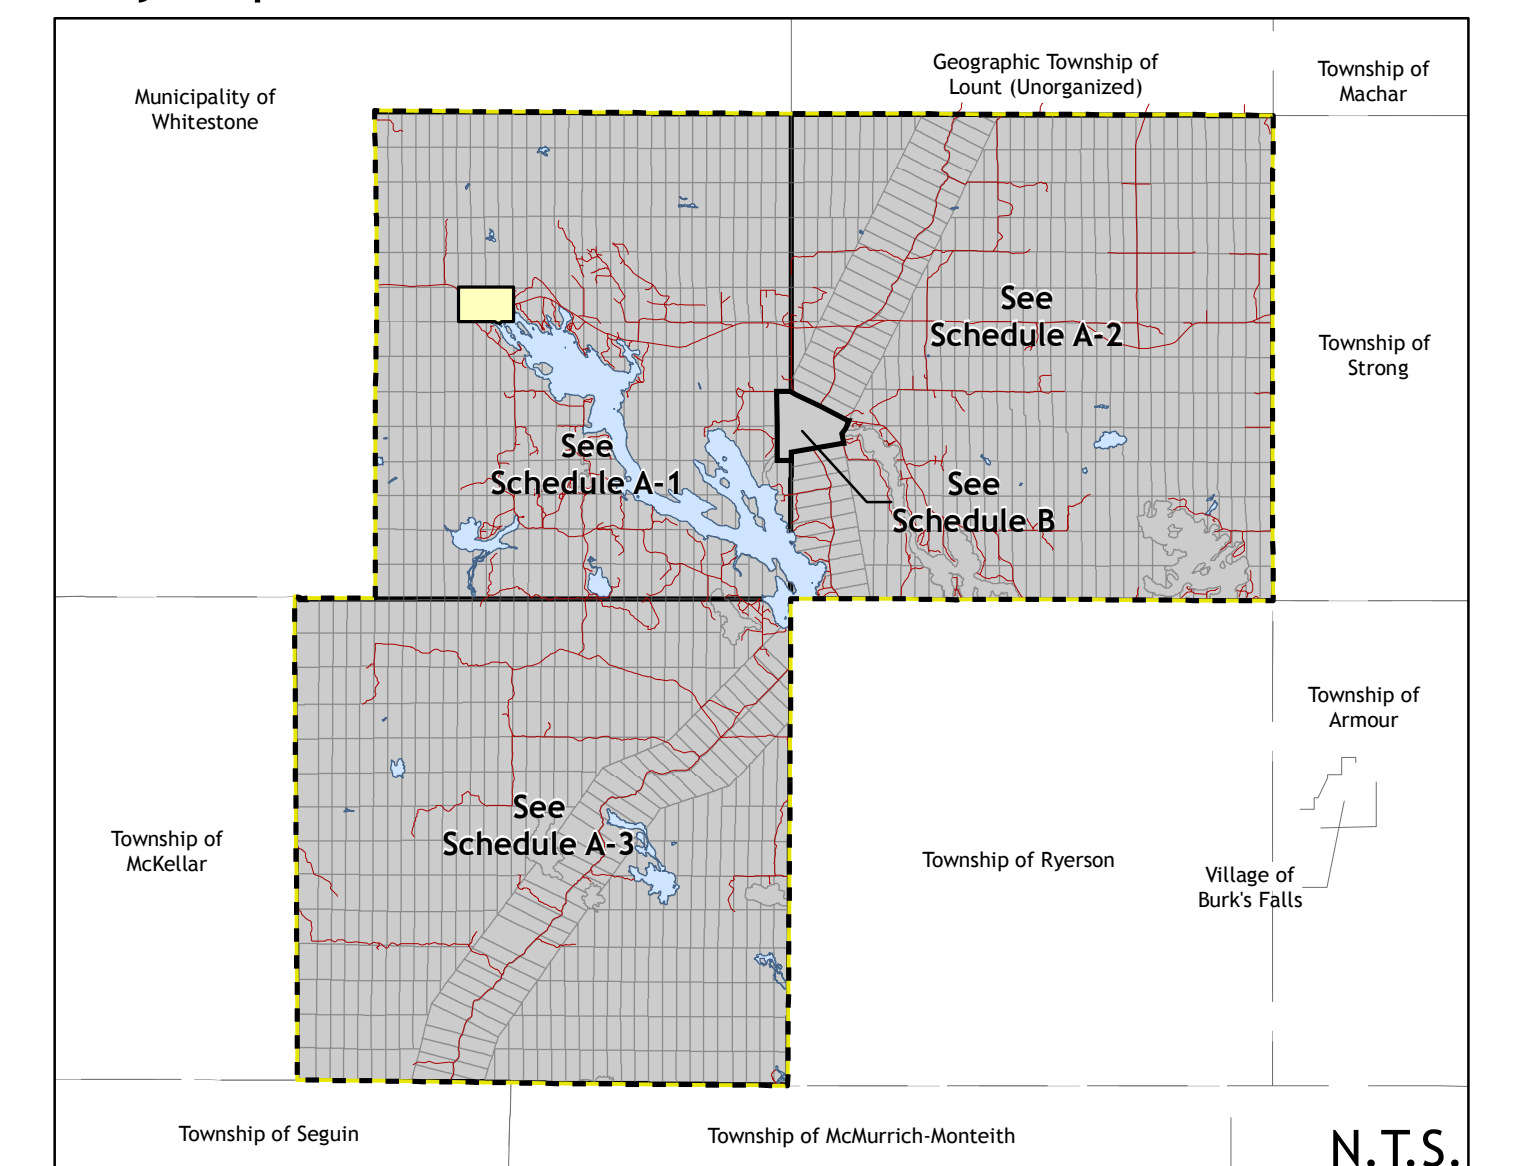 Geographic Township of
Lount (Unorganized)
Township of
Machar
Municipality of
Whitestone
See
Schedule A-2
Township of
Strong
See
Schedule A-1
See
Schedule B
Township of
Armour
See
Schedule A-3
Township of
McKellar
Township of Ryerson
Village of
Burk's Falls
Township of Seguin
Township of McMurrich-Monteith
N.T.S.